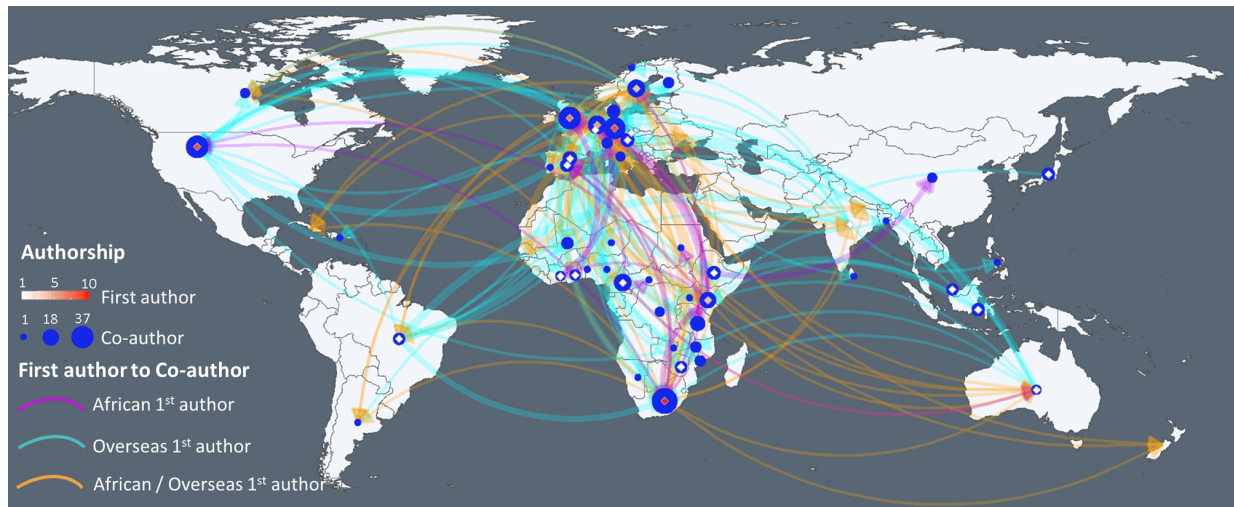 Authorship
1 5 10
First author
1 18 37
Co-author
First author to Co-author
African 1st author
Overseas 1st author
African / Overseas 1st author